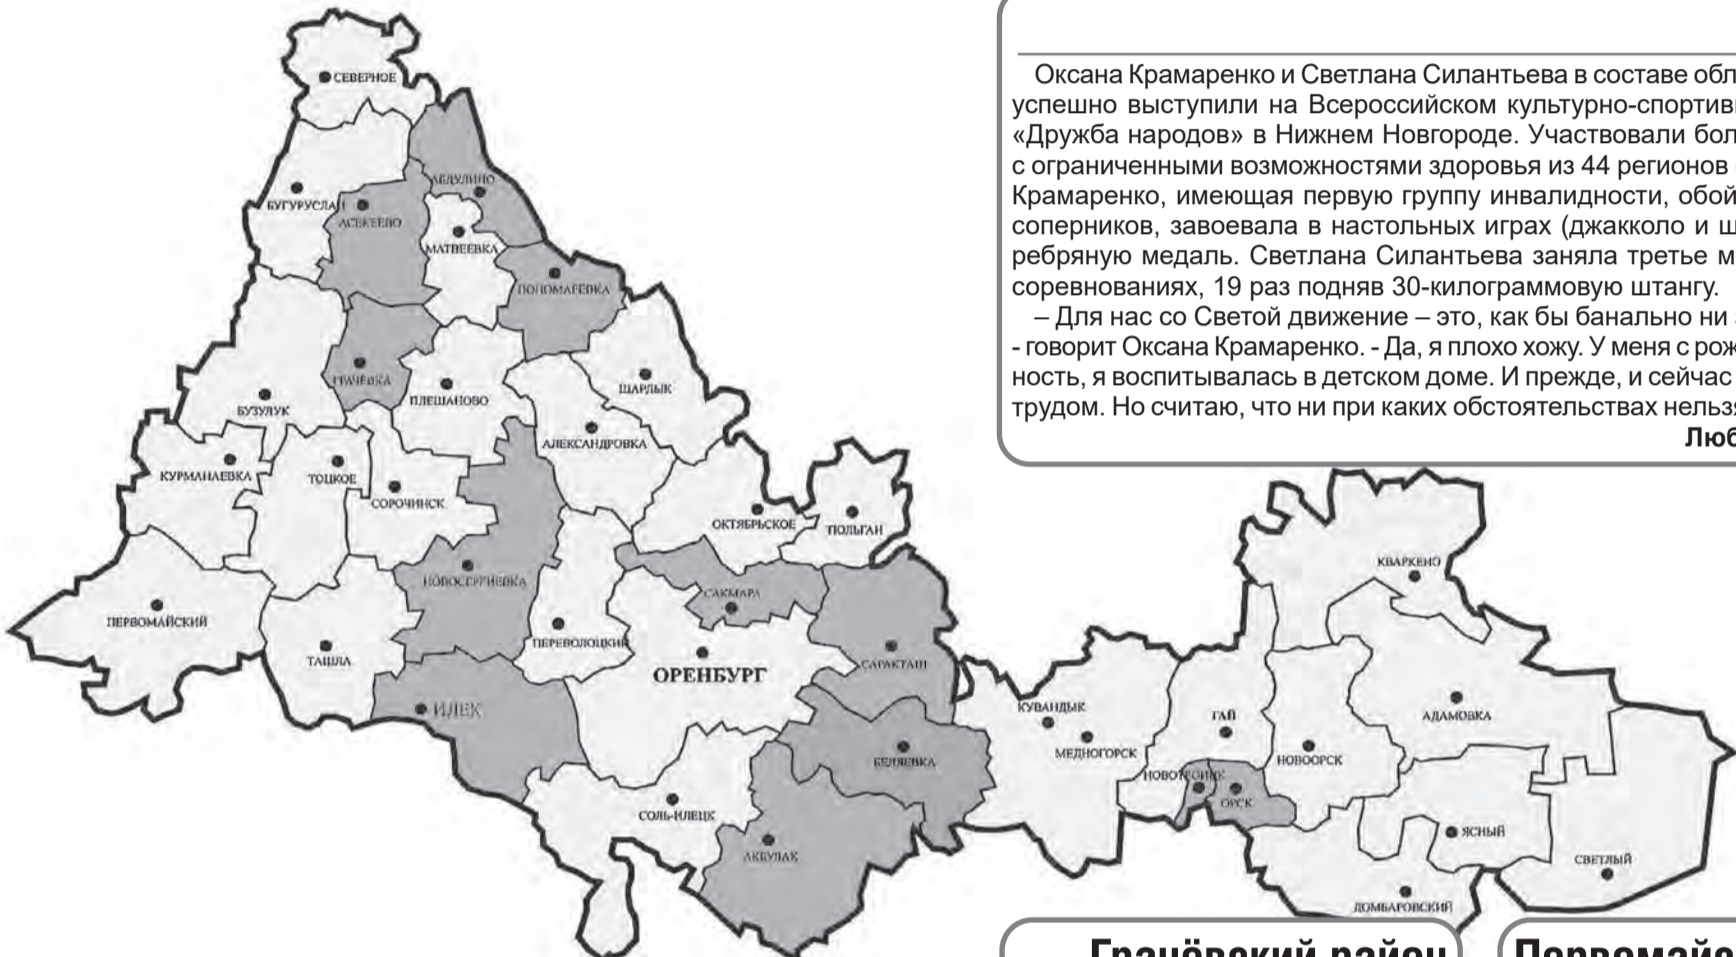 СЕВЕРНОЕ
АБДУЛИНО
БУГУРУСЛАН
АСЕКЕЕВО
МАТВЕЕВКА
ПОНОМАРЕВКА
ГРАЧЕВКА
ПЛЕШАНОВО
ШАРЛЫК
БУЗУЛУК
АЛЕКСАНДРОВКА
КУРМАНАЕВКА
ТОЦКОЕ
СОРОЧИНСК
ОКТЯБРЬСКОЕ
ТЮЛЬГАН
НОВОСЕРГИЕВКА
САКМАРА
ПЕРВОМАЙСКИЙ
ТАШЛА
ПЕРЕВОЛОЦКИЙ
ОРЕНБУРГ
САРАКТАШ
ИЛЕК
БЕЛЯЕВКА
СОЛЬ-ИЛЕЦК
АКБУЛАК
КВАРКЕНО
КУВАНДЫК
МЕДНОГОРСК
ГАЙ
АДАМОВКА
НОВООРСК
НОВОТРОИЦК
ОРСК
ЯСНЫЙ
СВЕТЛЫЙ
ДОМБАРОВСКИЙ
Оксана Крамаренко и Светлана Силантьева в составе обл
успешно выступили на Всероссийском культурно-спортив
«Дружба народов» в Нижнем Новгороде. Участвовали бол
с ограниченными возможностями здоровья из 44 регионов
Крамаренко, имеющая первую группу инвалидности, обой
соперников, завоевала в настольных играх (джакколо и ш
ребряную медаль. Светлана Силантьева заняла третье м
соревнованиях, 19 раз подняв 30-килограммовую штангу.
– Для нас со Светой движение – это, как бы банально ни
- говорит Оксана Крамаренко. - Да, я плохо хожу. У меня с рож
ность, я воспитывалась в детском доме. И прежде, и сейчас
трудом. Но считаю, что ни при каких обстоятельствах нельзя
Люб
Грачёвский район
Первомайс